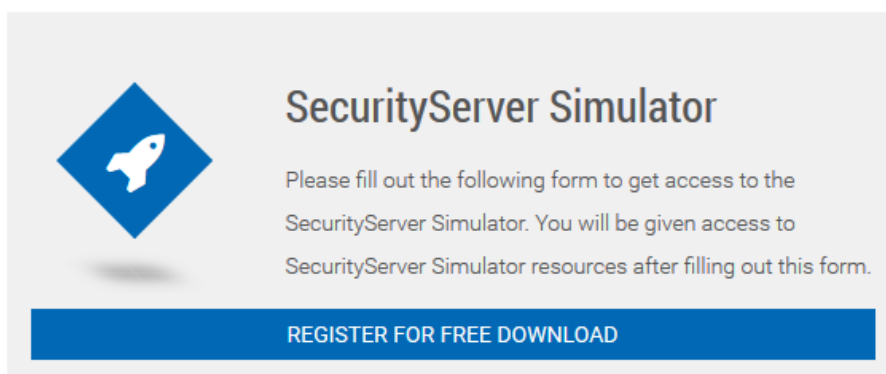 SecurityServer Simulator
Please fill out the following form to get access to the
SecurityServer Simulator. You will be given access to
SecurityServer Simulator resources after filling out this form.
REGISTER FOR FREE DOWNLOAD